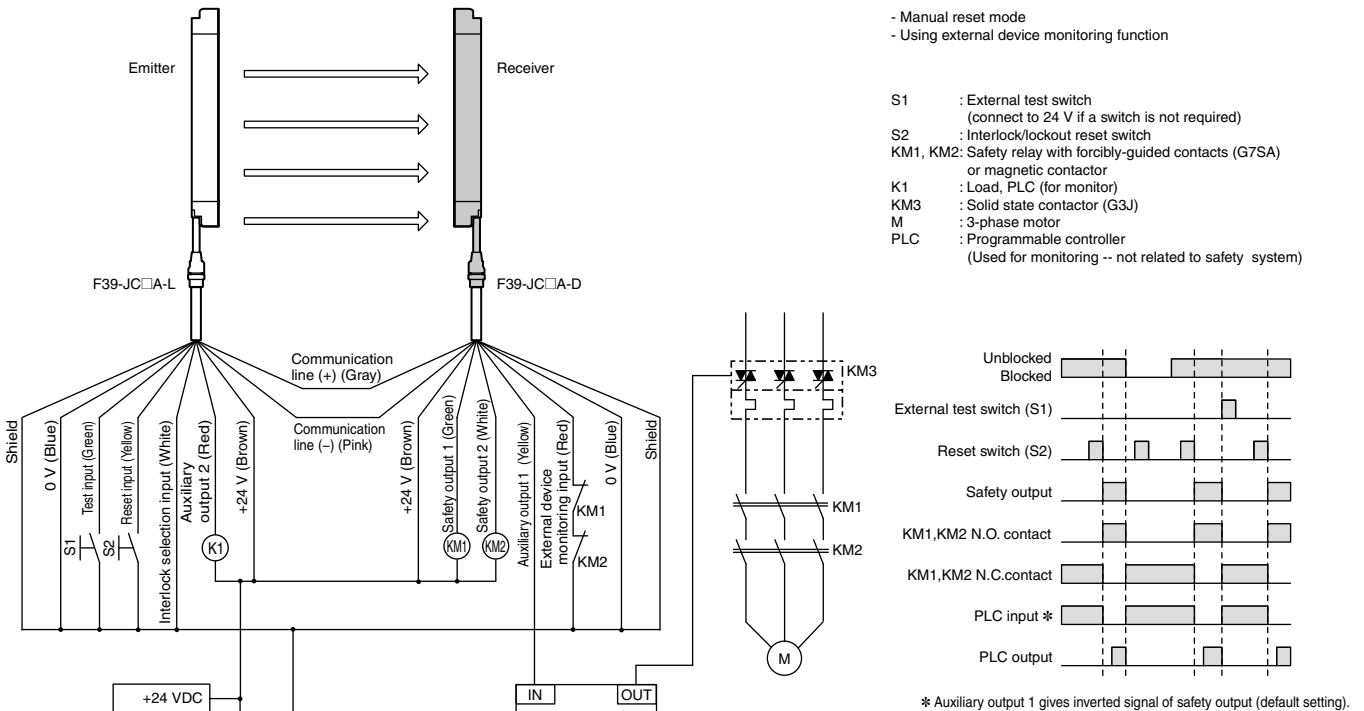 - Manual reset mode
- Using external device monitoring function
Emitter
Receiver
S1 : External test switch
(connect to 24 V if a switch is not required)
S2 : Interlock/lockout reset switch
KM1, KM2: Safety relay with forcibly-guided contacts (G7SA)
or magnetic contactor
K1 : Load, PLC (for monitor)
KM3 : Solid state contactor (G3J)
M : 3-phase motor
PLC : Programmable controller
(Used for monitoring -- not related to safety system)
F39-JC□A-L
F39-JC□A-D
Communication
line (+) (Gray)
Communication
line (−) (Pink)
Shield
0 V (Blue)
Test input (Green)
Reset input (Yellow)
Interlock selection input (White)
Auxiliary
output 2 (Red)
+24 V (Brown)
+24 V (Brown)
Safety output 1 (Green)
Safety output 2 (White)
Auxiliary output 1 (Yellow)
External device
monitoring input (Red)
0 V (Blue)
Shield
S1
S2
K1
KM1
KM2
KM1
KM2
KM3
KM1
KM2
M
+24 VDC
IN
OUT
Unblocked
Blocked
External test switch (S1)
Reset switch (S2)
Safety output
KM1,KM2 N.O. contact
KM1,KM2 N.C.contact
PLC input ✻
PLC output
✻ Auxiliary output 1 gives inverted signal of safety output (default setting).